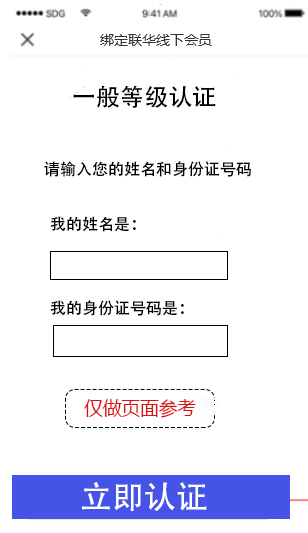 SDG 9:41 AM 100%
绑定联华线下会员
一般等级认证
请输入您的姓名和身份证号码
我的姓名是：
我的身份证号码是：
仅做页面参考
立即认证